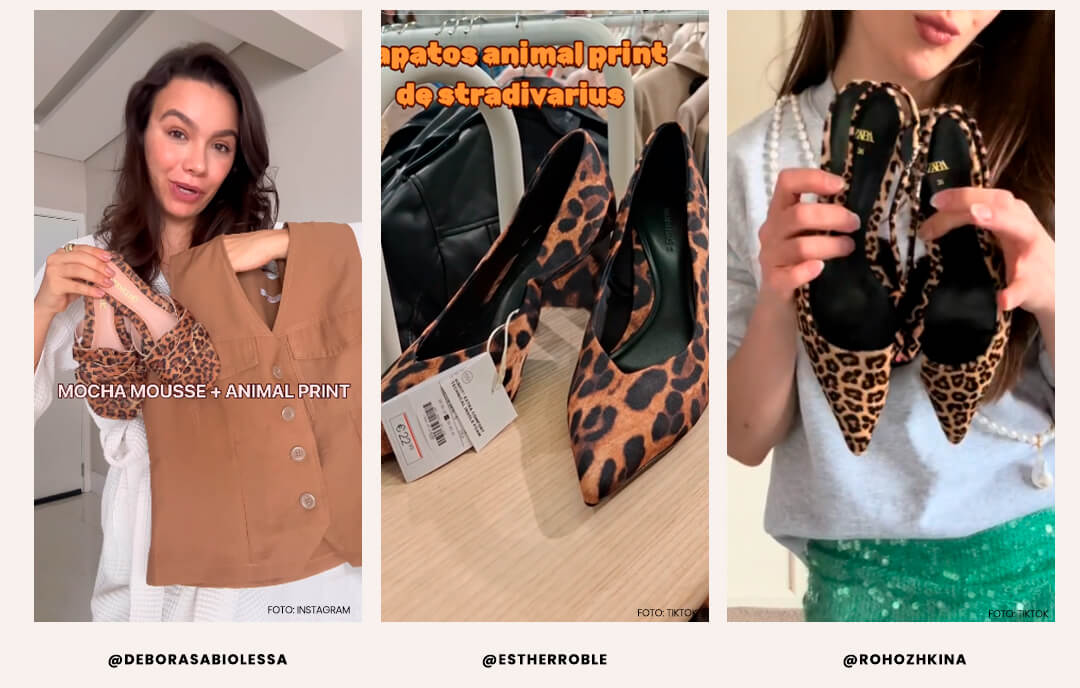 MOCHA MOUSSE + ANIMAL PRINT
FOTO: INSTAGRAM
@DEBORASABIOLESSA
apatos animal print
de stradivarius
€22
FOTO: TIKTOK
@ESTHERROBLE
ZARA
ZARA
FOTO: TIKTOK
@ROHOZHKINA